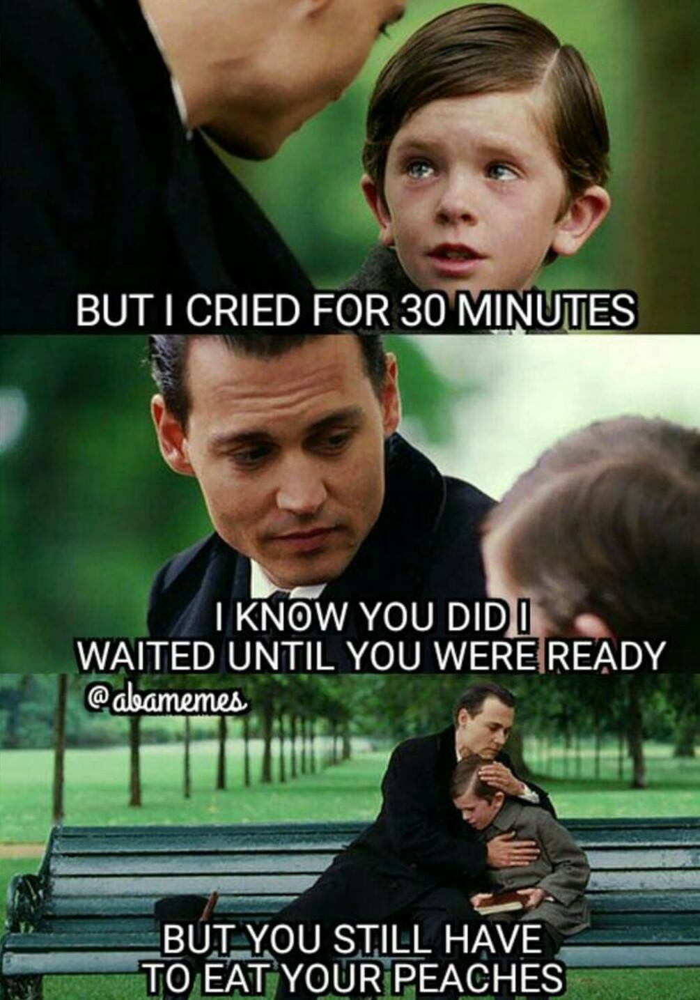 BUT I CRIED FOR 30 MINUTES
I KNOW YOU DID I
WAITED UNTIL YOU WERE READY
@abamemes
BUT YOU STILL HAVE
TO EAT YOUR PEACHES